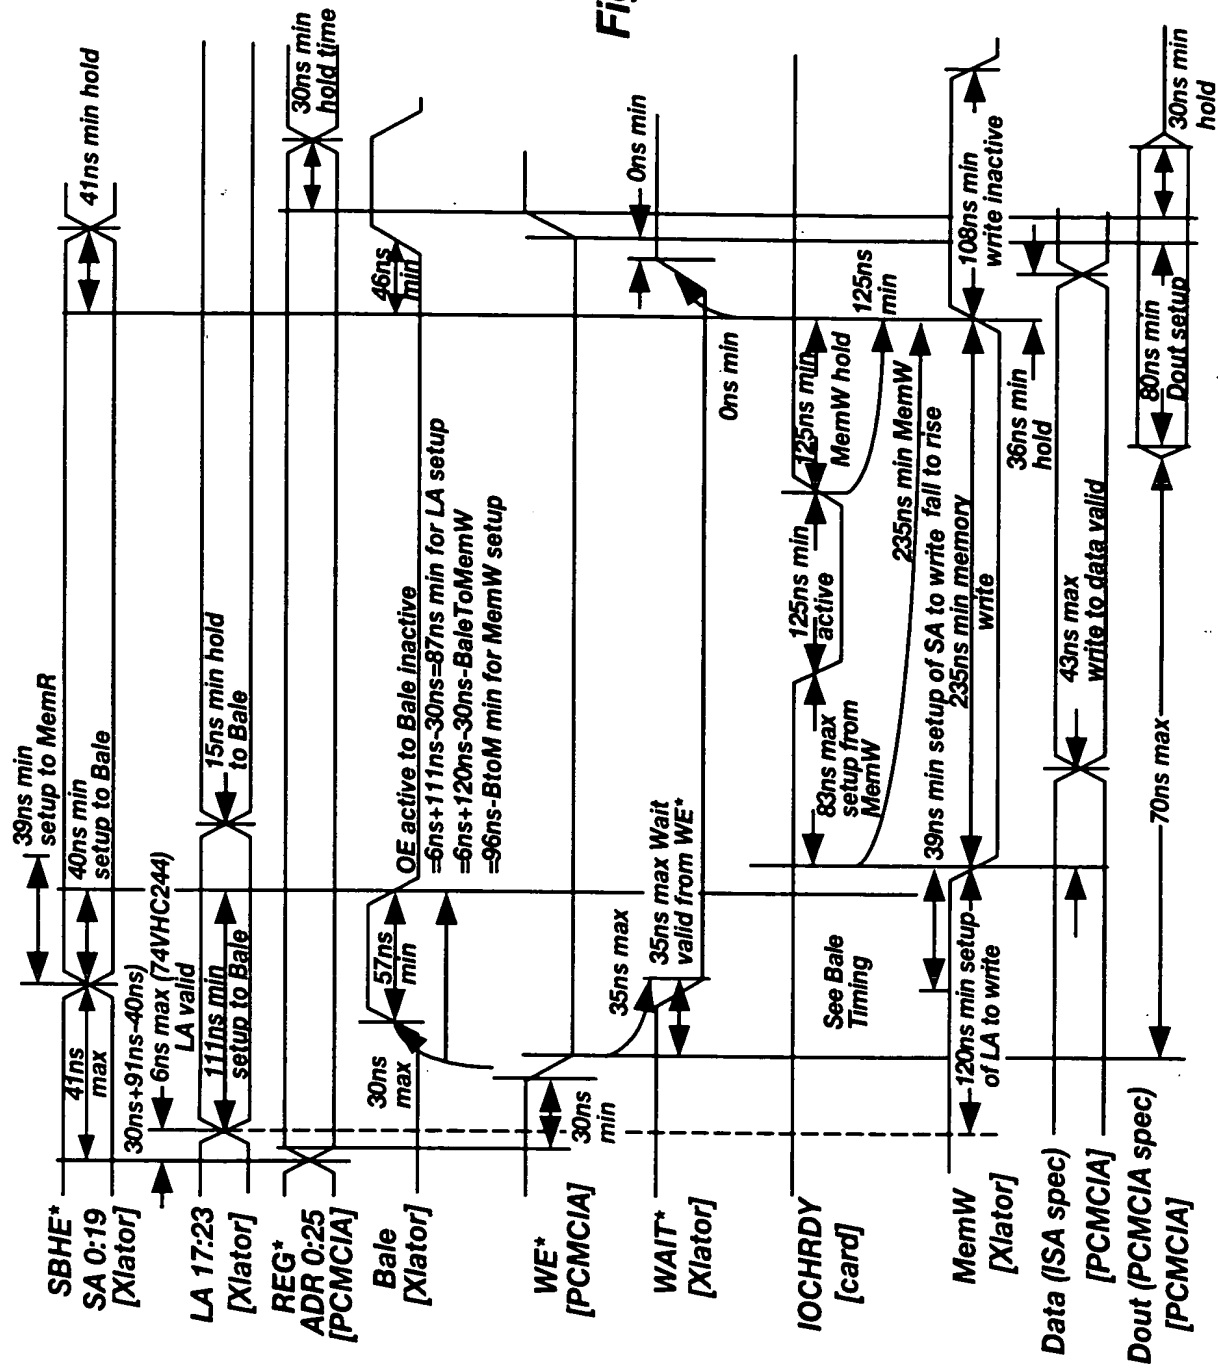 Fi
SBHE*
SA 0:19
[Xlator]
41ns
max
39ns min
setup to MemR
40ns min
setup to Bale
41ns min hold
30ns+91ns-40ns)
6ns max (74VHC244)
LA valid
LA 17:23
[Xlator]
111ns min
setup to Bale
15ns min hold
to Bale
REG*
ADR 0:25
[PCMCIA]
30ns min
hold time
Bale
[Xlator]
30ns
max
57ns
min
OE active to Bale inactive
=6ns+111ns-30ns=87ns min for LA setup
=6ns+120ns-30ns-BaleToMemW
=96ns-BtoM min for MemW setup
46ns
min
WE*
[PCMCIA]
30ns
min
35ns max
WAIT*
[Xlator]
35ns max Wait
valid from WE*
0ns min
0ns min
IOCHRDY
[card]
See Bale
Timing
83ns max
setup from
MemW
125ns min
active
125ns min
MemW hold
125ns
min
235ns min MemW
39ns min setup of SA to write fall to rise
MemW
[Xlator]
120ns min setup
of LA to write
235ns min memory
write
108ns min
write inactive
36ns min
hold
Data (ISA spec)
[PCMCIA]
43ns max
write to data valid
Dout (PCMCIA spec)
[PCMCIA]
70ns max
80ns min
Dout setup
30ns min
hold